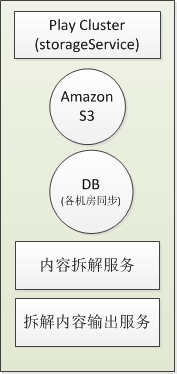 Play Cluster
(storageService)
Amazon
S3
DB
(各机房同步)
内容拆解服务
拆解内容输出服务